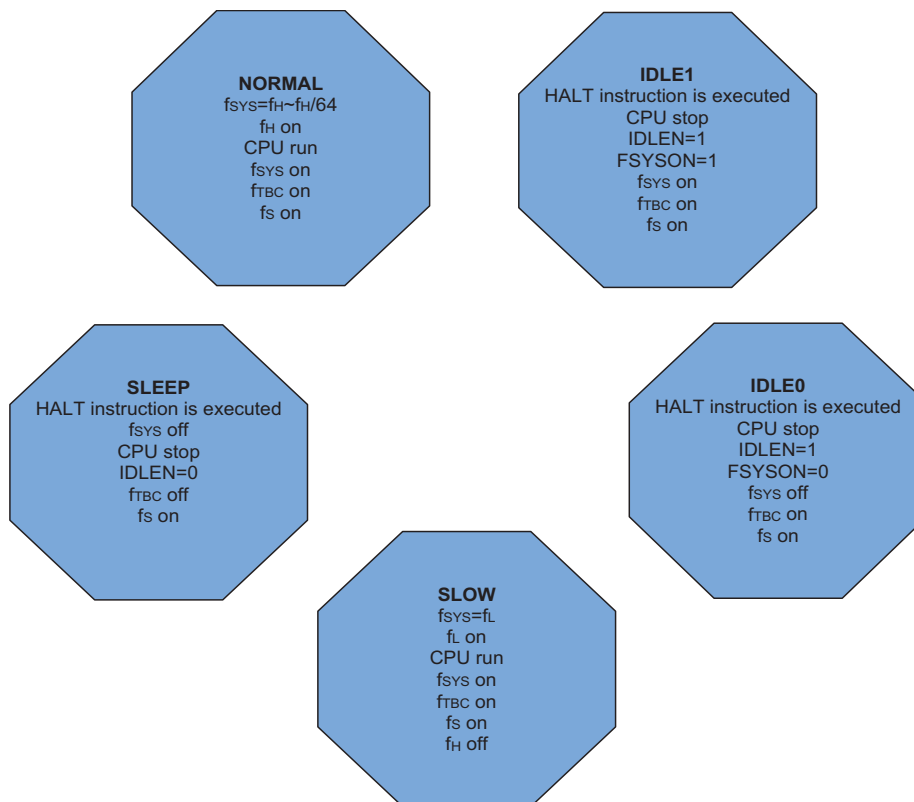 NORMAL
fSYS=fH~fH/64
fH on
CPU run
fSYS on
fTBC on
fS on
IDLE1
HALT instruction is executed
CPU stop
IDLEN=1
FSYSON=1
fSYS on
fTBC on
fS on
SLEEP
HALT instruction is executed
fSYS off
CPU stop
IDLEN=0
fTBC off
fS on
IDLE0
HALT instruction is executed
CPU stop
IDLEN=1
FSYSON=0
fSYS off
fTBC on
fS on
SLOW
fSYS=fL
fL on
CPU run
fSYS on
fTBC on
fS on
fH off